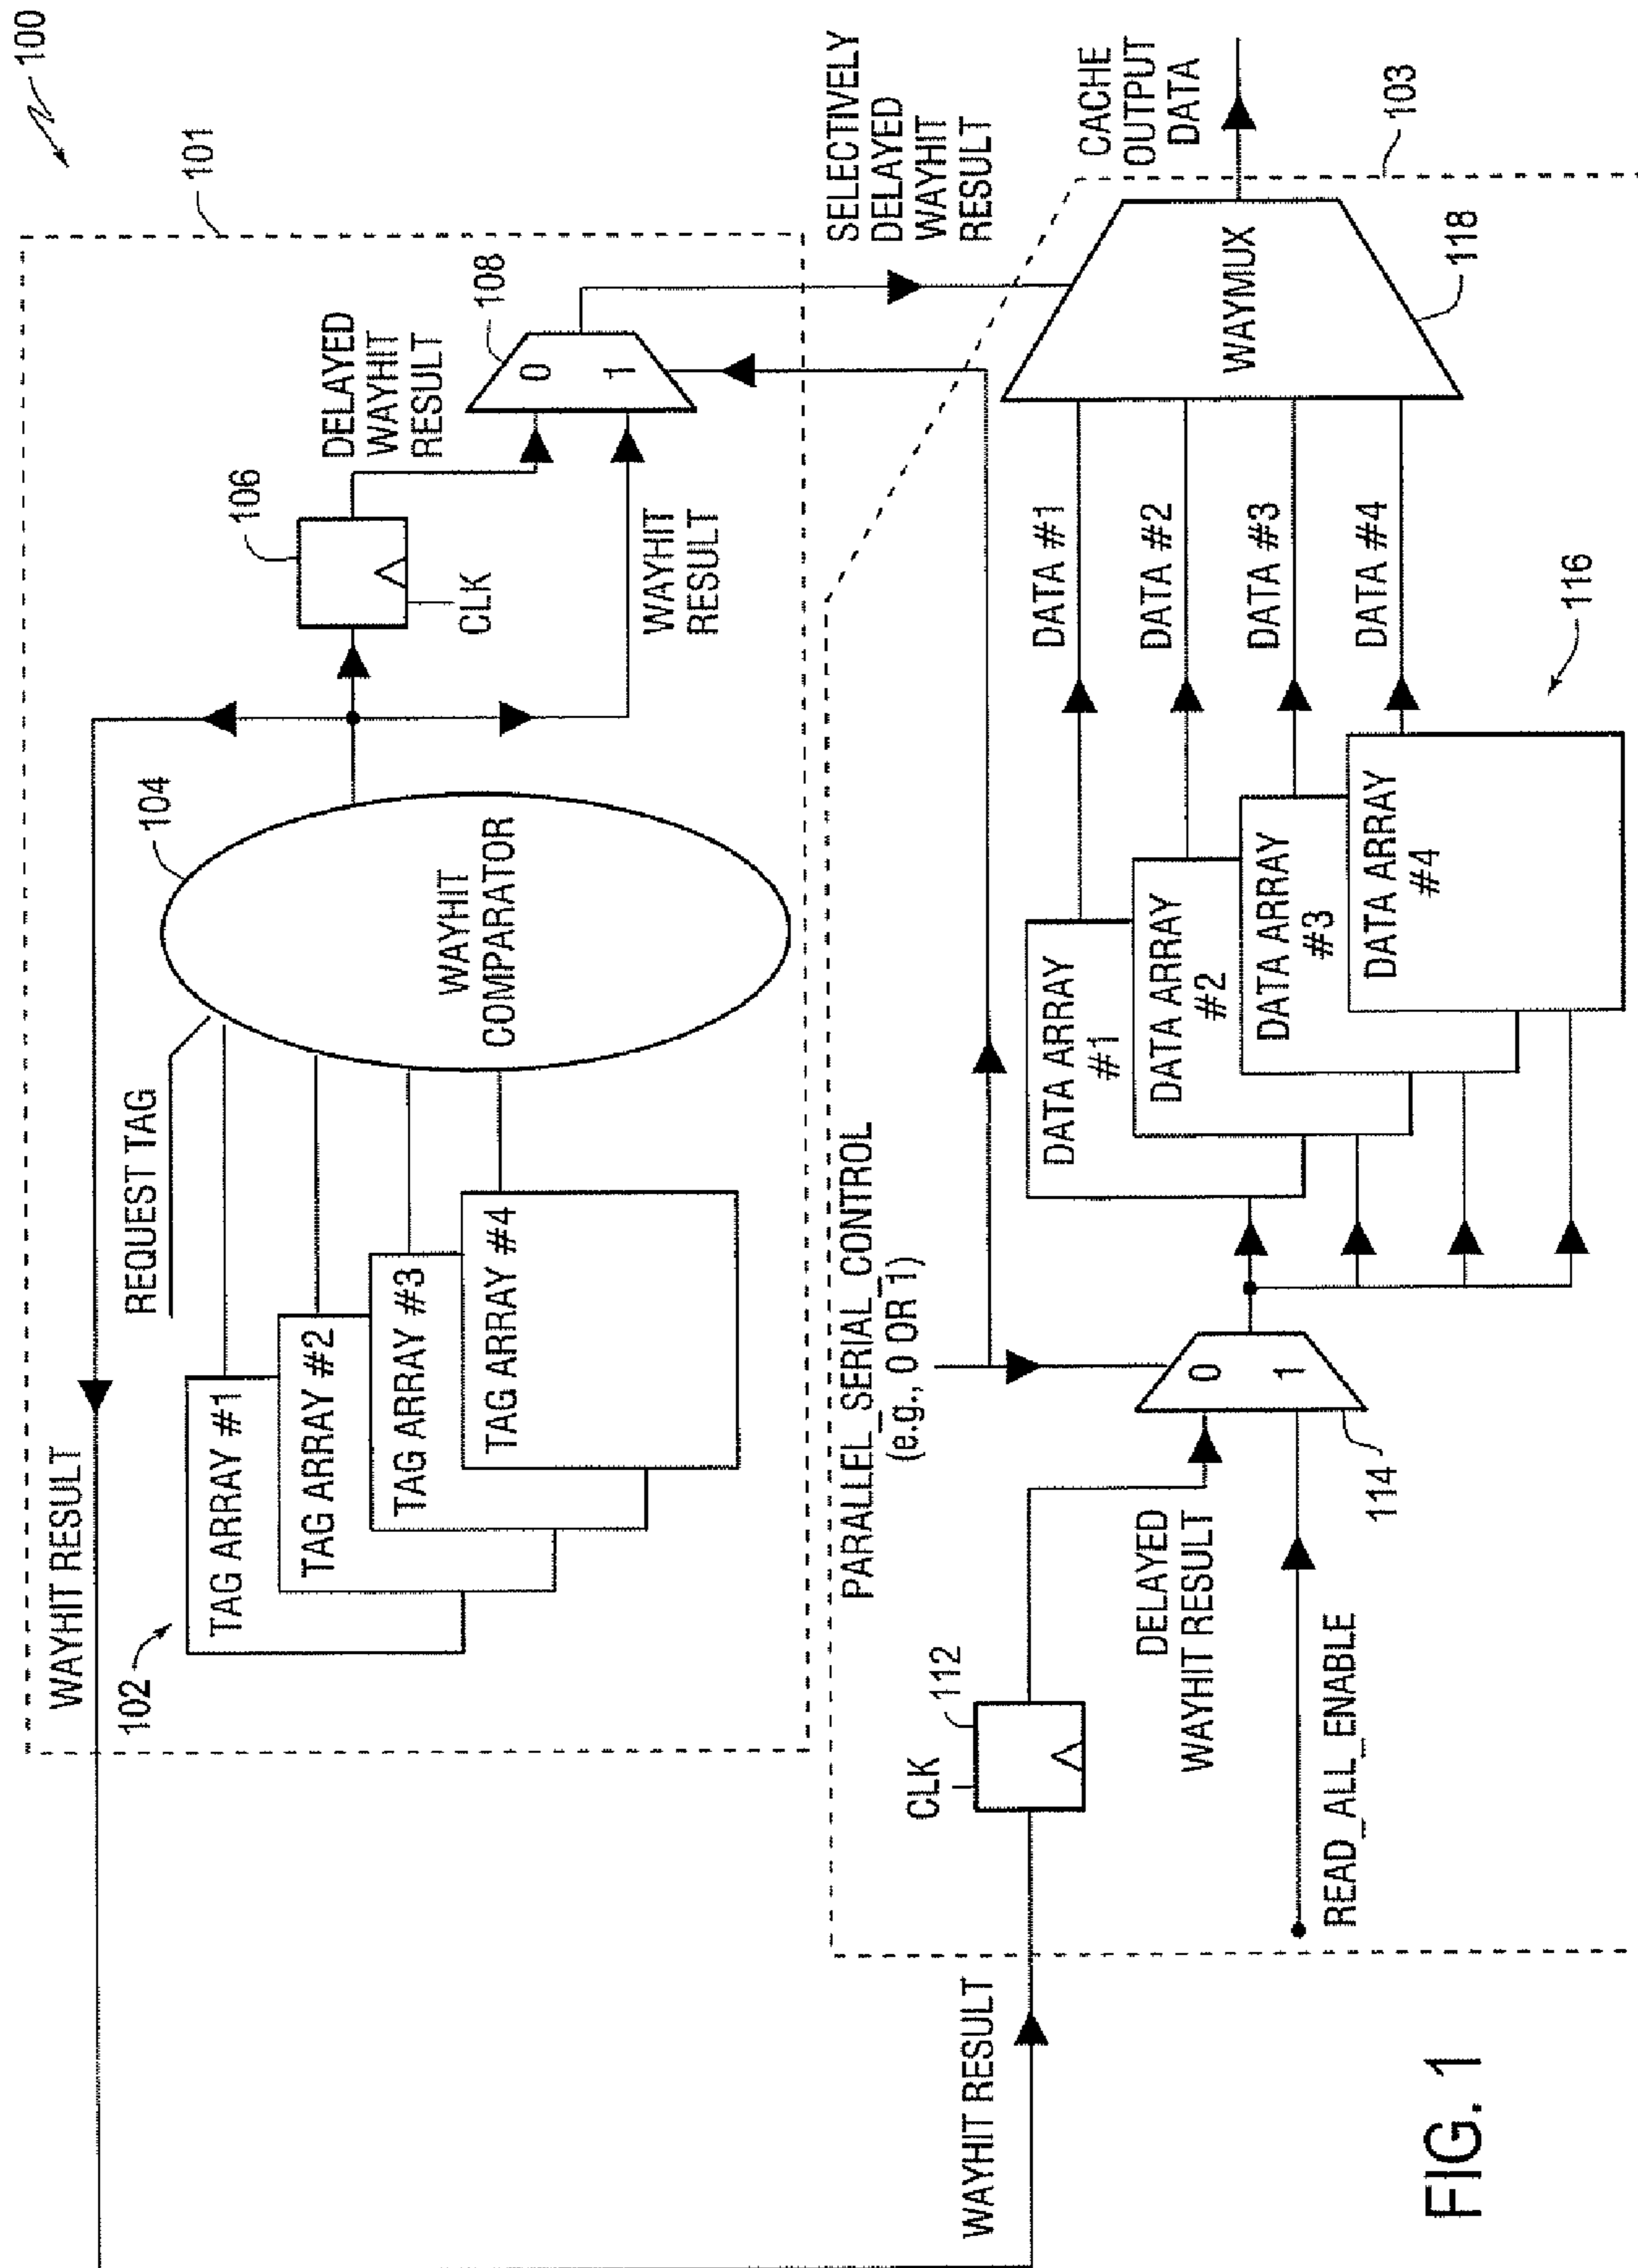 100
101
WAYHIT RESULT
REQUEST TAG
102
TAG ARRAY #1
TAG ARRAY #2
TAG ARRAY #3
TAG ARRAY #4
104
WAYHIT
COMPARATOR
106
CLK
DELAYED
WAYHIT
RESULT
WAYHIT
RESULT
108
0
1
SELECTIVELY
DELAYED
WAYHIT
RESULT
PARALLEL_SERIAL_CONTROL
(e.g., 0 OR 1)
WAYHIT RESULT
CLK
112
DELAYED
WAYHIT RESULT
READ_ALL_ENABLE
0
1
114
DATA ARRAY
#1
DATA ARRAY
#2
DATA ARRAY
#3
DATA ARRAY
#4
116
DATA #1
DATA #2
DATA #3
DATA #4
WAYMUX
118
CACHE
OUTPUT
DATA
103
FIG. 1